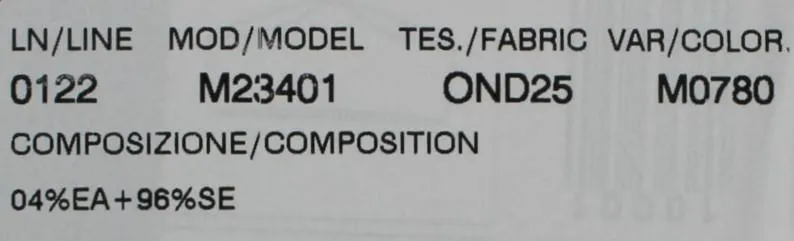 LN/LINE MOD/MODEL TES./FABRIC VAR/COLOR.
0122 M23401 OND25 M0780
COMPOSIZIONE/COMPOSITION
04%EA+96%SE